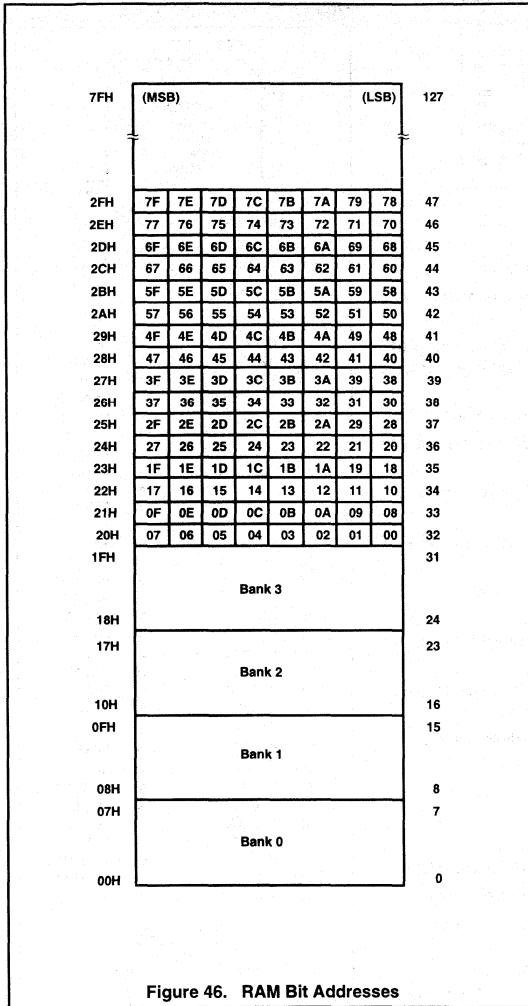 7FH (MSB) (LSB) 127
2FH 7F 7E 7D 7C 7B 7A 79 78 47
2EH 77 76 75 74 73 72 71 70 46
2DH 6F 6E 6D 6C 6B 6A 69 68 45
2CH 67 66 65 64 63 62 61 60 44
2BH 5F 5E 5D 5C 5B 5A 59 58 43
2AH 57 56 55 54 53 52 51 50 42
29H 4F 4E 4D 4C 4B 4A 49 48 41
28H 47 46 45 44 43 42 41 40 40
27H 3F 3E 3D 3C 3B 3A 39 38 39
26H 37 36 35 34 33 32 31 30 38
25H 2F 2E 2D 2C 2B 2A 29 28 37
24H 27 26 25 24 23 22 21 20 36
23H 1F 1E 1D 1C 1B 1A 19 18 35
22H 17 16 15 14 13 12 11 10 34
21H 0F 0E 0D 0C 0B 0A 09 08 33
20H 07 06 05 04 03 02 01 00 32
1FH 31
Bank 3
18H 24
17H 23
Bank 2
10H 16
0FH 15
Bank 1
08H 8
07H 7
Bank 0
00H 0
Figure 46. RAM Bit Addresses